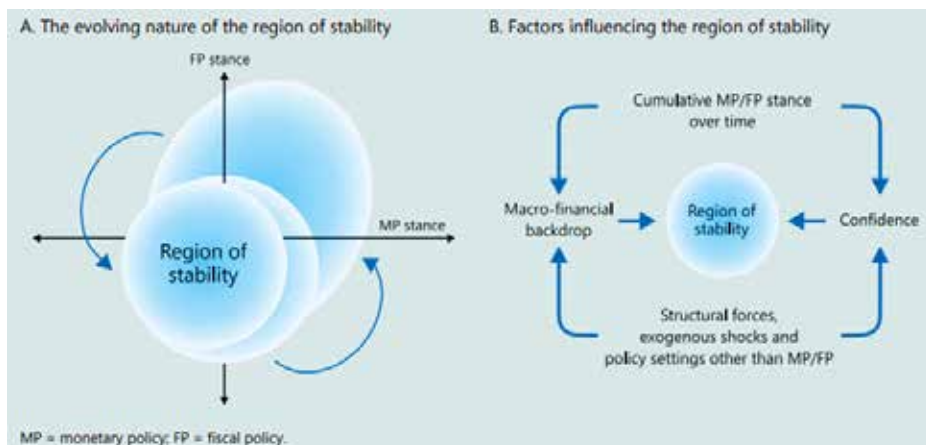 A. The evolving nature of the region of stability
FP stance
MP stance
Region of
stability
B. Factors influencing the region of stability
Cumulative MP/FP stance
over time
Macro-financial
backdrop
Region of
stability
Confidence
Structural forces,
exogenous shocks and
policy settings other than MP/FP
MP = monetary policy; FP = fiscal policy.